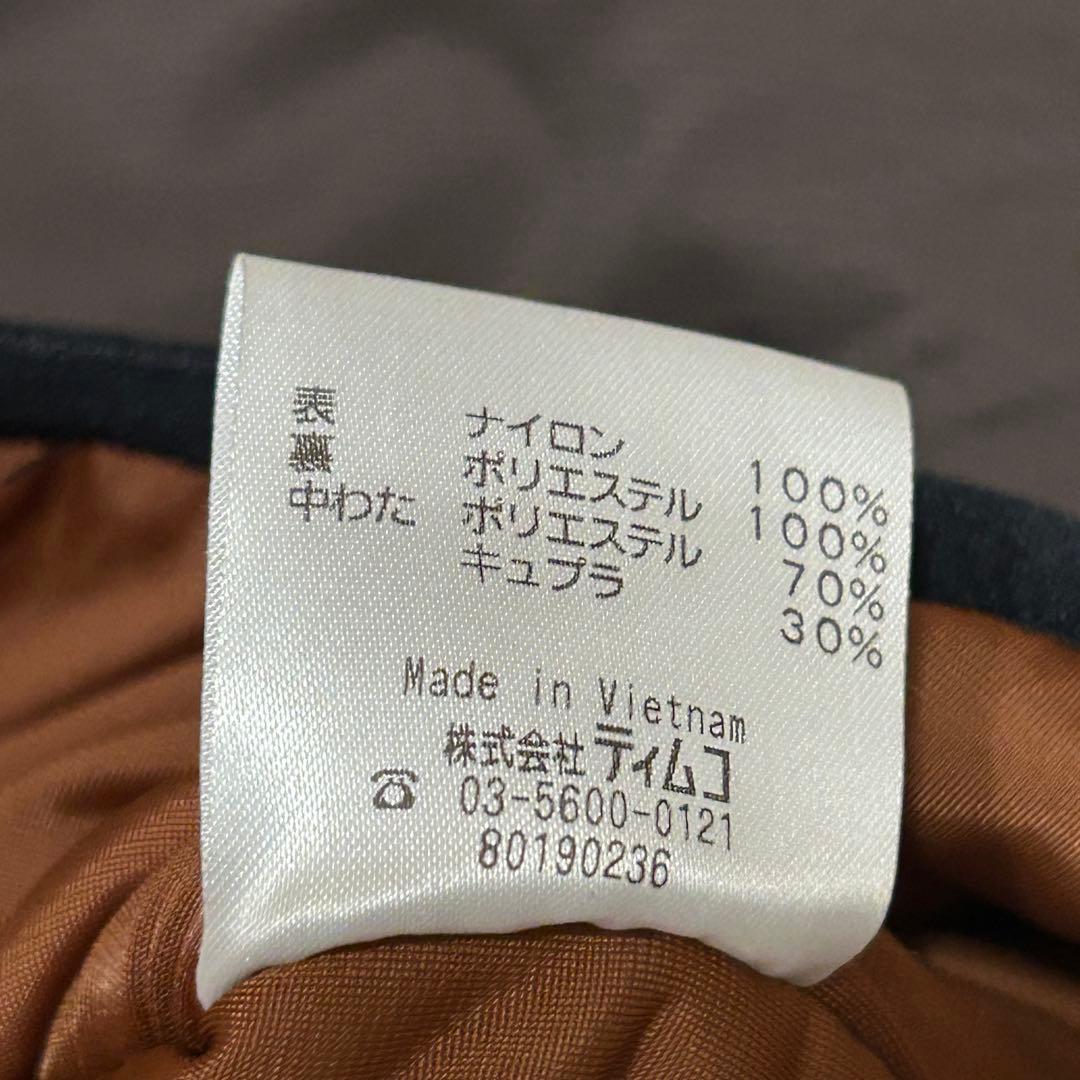 表 ナイロン 100%
裏 ポリエステル 100%
中わた ポリエステル 70%
キュプラ 30%
Made in Vietnam
株式会社 ティムコ
☎ 03-5600-0121
80190236